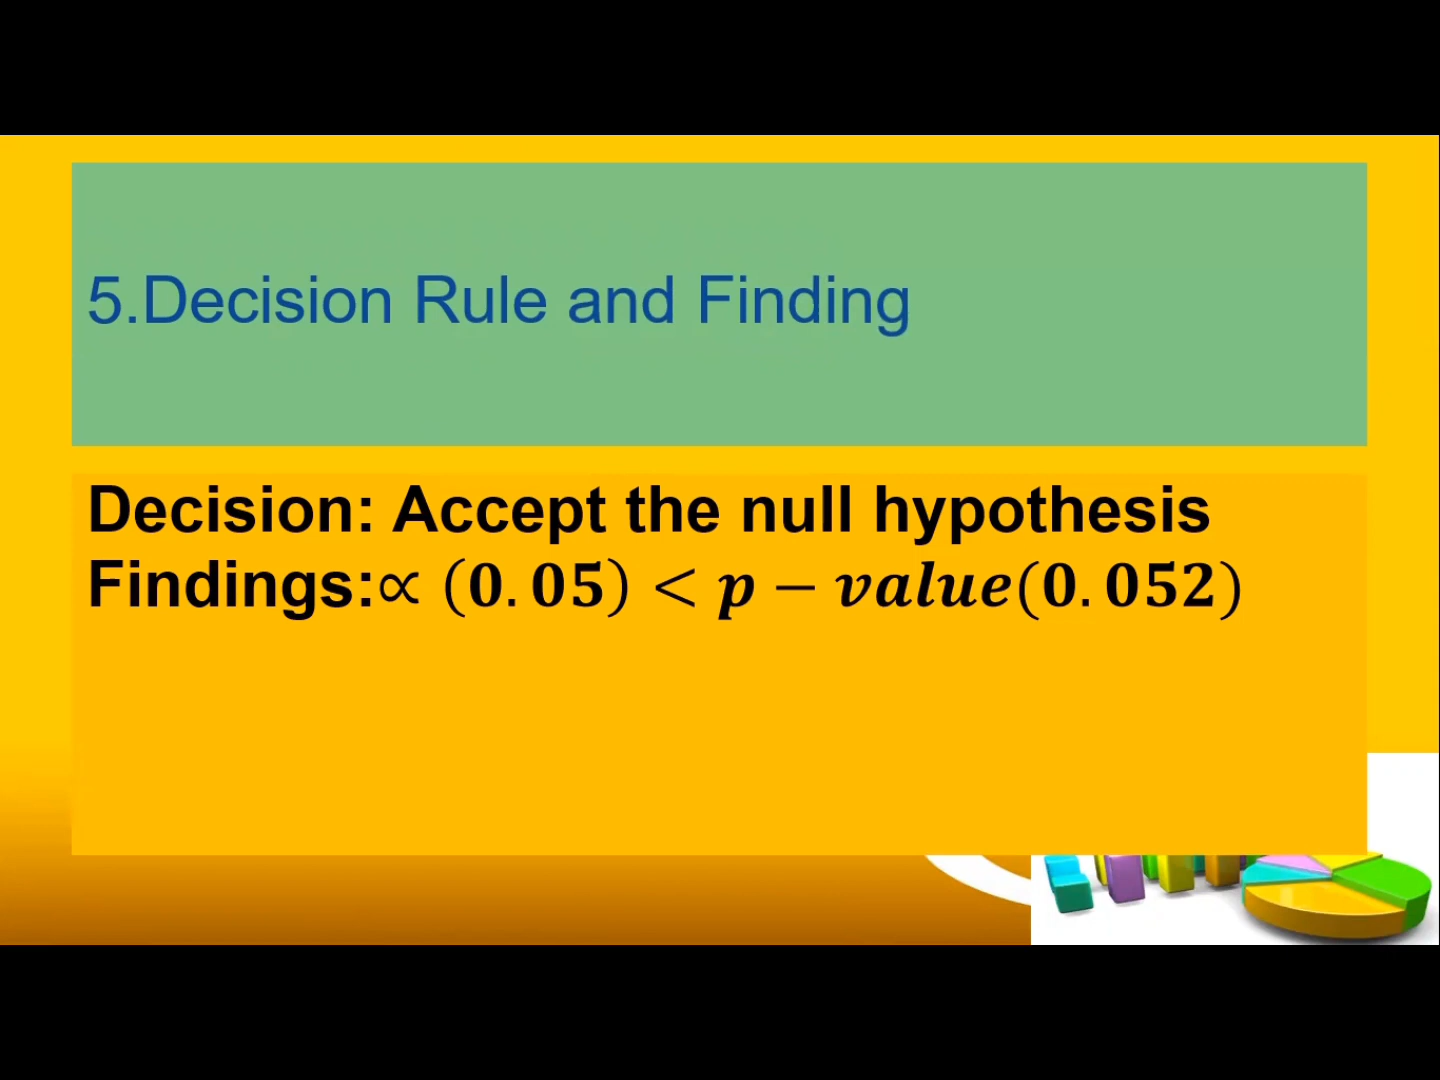 5.Decision Rule and Finding
Decision: Accept the null hypothesis
Findings:∝ (0.05) < p − value(0.052)